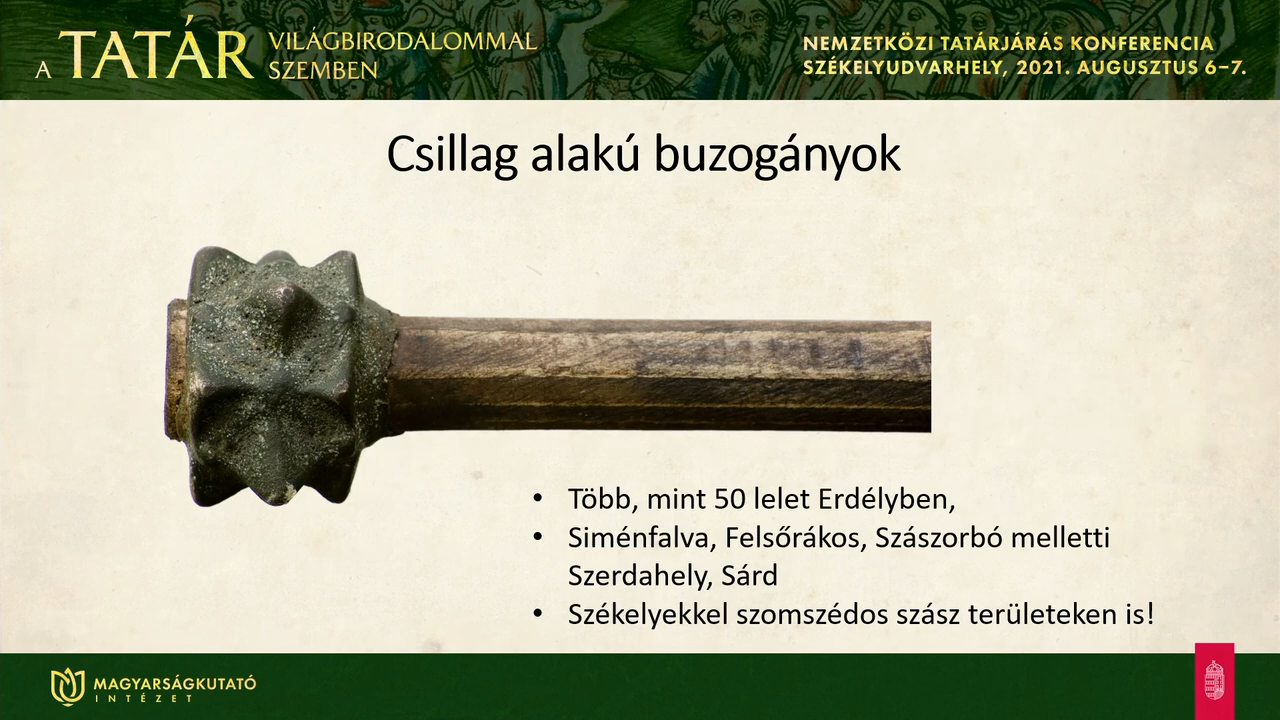 A TATÁR VILÁGBIRODALOMMAL
SZEMBEN
NEMZETKÖZI TATÁRJÁRÁS KONFERENCIA
SZÉKELYUDVARHELY, 2021. AUGUSZTUS 6–7.
Csillag alakú buzogányok
• Több, mint 50 lelet Erdélyben,
• Siménfalva, Felsőrákos, Szászorbó melletti
Szerdahely, Sárd
• Székelyekkel szomszédos szász területeken is!
MAGYARSÁGKUTATÓ
INTÉZET